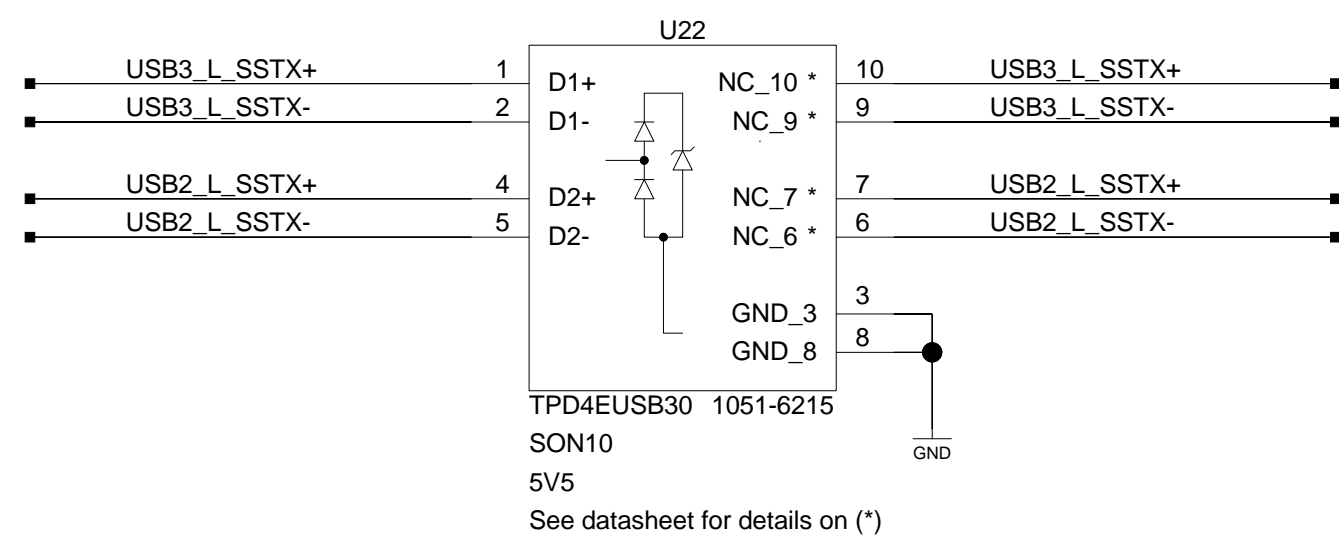 U22
USB3_L_SSTX+ 1 D1+ NC_10 * 10 USB3_L_SSTX+
USB3_L_SSTX- 2 D1- NC_9 * 9 USB3_L_SSTX-
USB2_L_SSTX+ 4 D2+ NC_7 * 7 USB2_L_SSTX+
USB2_L_SSTX- 5 D2- NC_6 * 6 USB2_L_SSTX-
GND_3 3
GND_8 8
TPD4EUSB30 1051-6215
SON10
GND
5V5
See datasheet for details on (*)